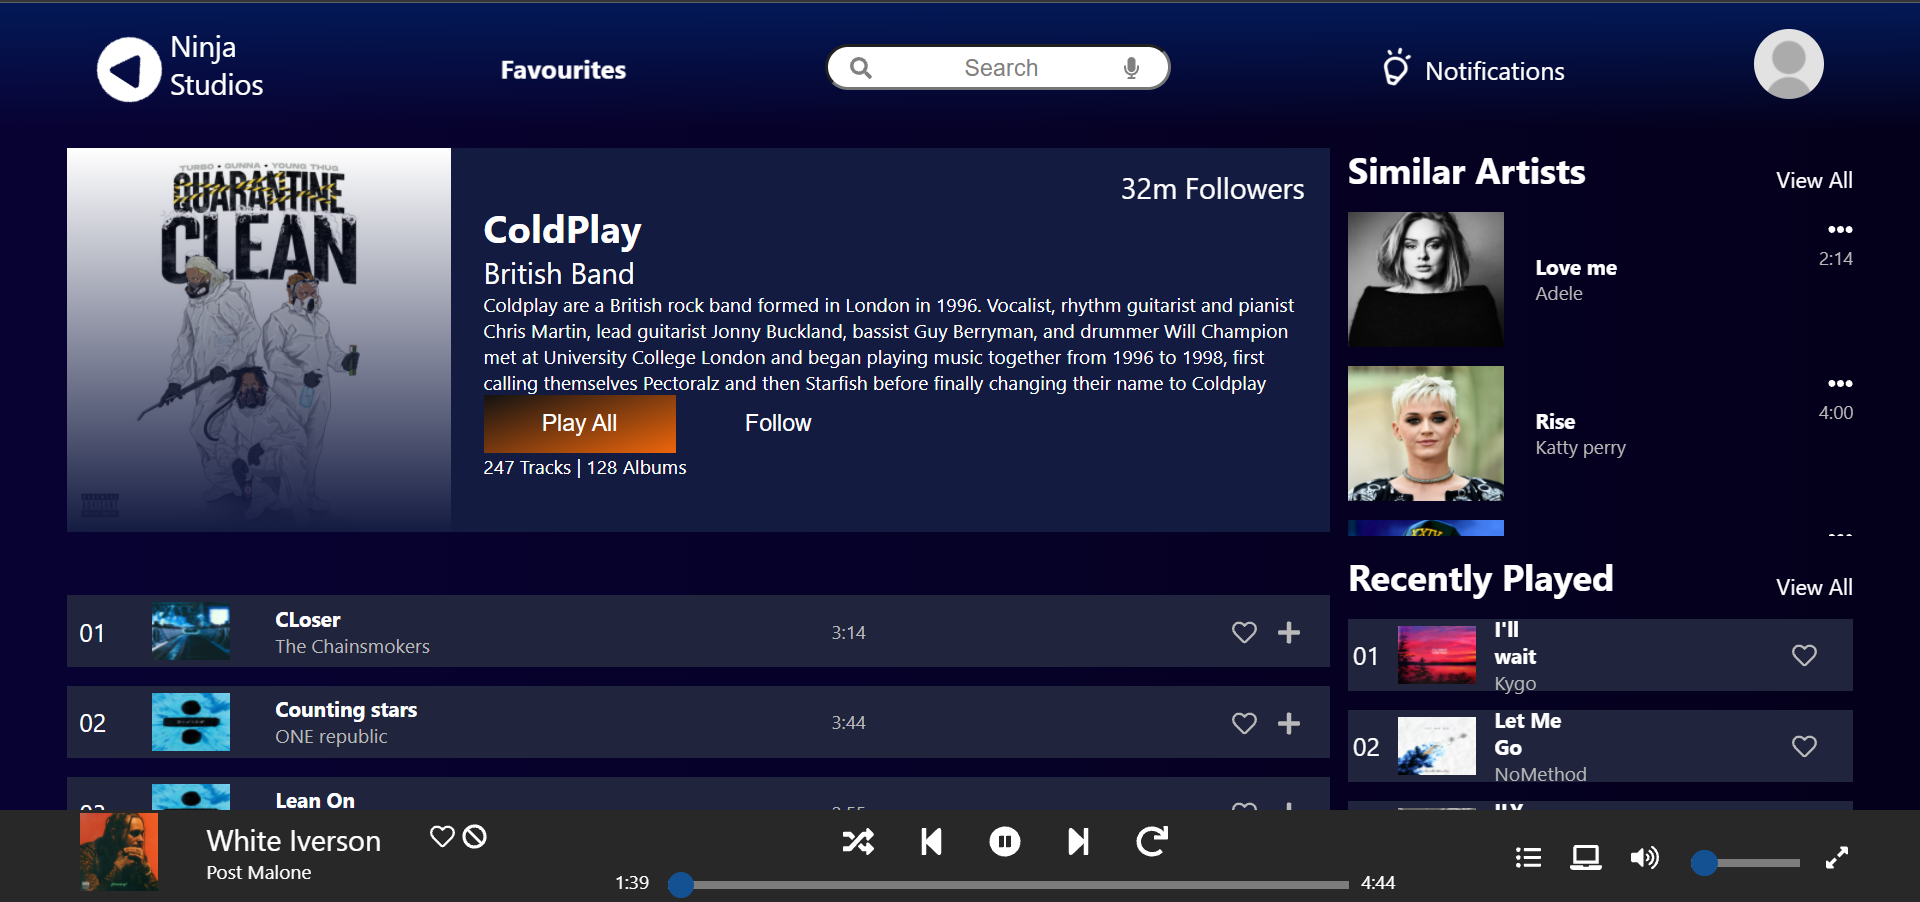 Ninja
Studios
Favourites
Search
Notifications
TURBO • GUNNA • YOUNG THUG
QUARANTINE
CLEAN
32m Followers
ColdPlay
British Band
Coldplay are a British rock band formed in London in 1996. Vocalist, rhythm guitarist and pianist
Chris Martin, lead guitarist Jonny Buckland, bassist Guy Berryman, and drummer Will Champion
met at University College London and began playing music together from 1996 to 1998, first
calling themselves Pectoralz and then Starfish before finally changing their name to Coldplay
Play All
Follow
247 Tracks | 128 Albums
Similar Artists
View All
Love me
Adele
2:14
Rise
Katty perry
4:00
Recently Played
View All
01
I'll
wait
Kygo
02
Let Me
Go
NoMethod
01
CLoser
The Chainsmokers
3:14
02
Counting stars
ONE republic
3:44
Lean On
White Iverson
Post Malone
1:39
4:44